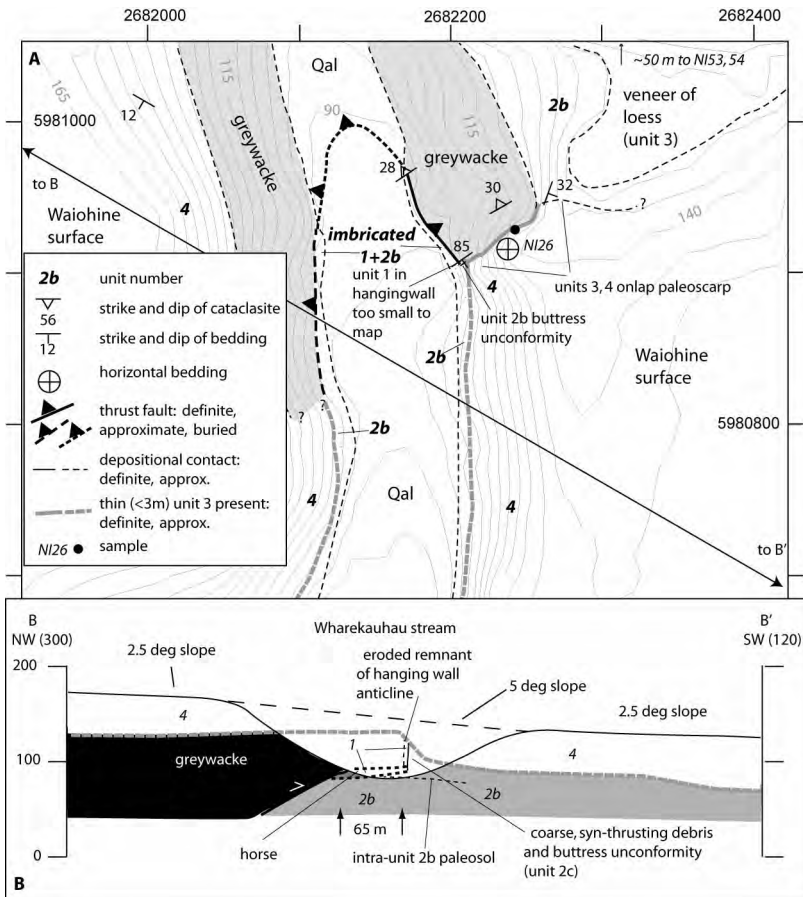 2682000
2682200
2682400
A
Qal
~50 m to NI53, 54
165
115
12
90
115
2b
veneer of
loess
(unit 3)
5981000
greywacke
greywacke
28
30
32
to B
4
?
140
Waiohine
surface
imbricated
1+2b
85
NI26
unit 1 in
hangingwall
too small to
map
4
units 3, 4 onlap paleoscarp
unit 2b buttress
unconformity
2b
Waiohine
surface
2b unit number
56 strike and dip of cataclasite
12 strike and dip of bedding
horizontal bedding
thrust fault: definite,
approximate, buried
depositional contact:
definite, approx.
thin (<3m) unit 3 present:
definite, approx.
NI26 sample
?
?
2b
5980800
4
Qal
4
to B'
B
NW (300)
Wharekauhau stream
B'
SW (120)
2.5 deg slope
eroded remnant
of hanging wall
anticline
5 deg slope
2.5 deg slope
200
200
4
1
4
greywacke
100
100
2b
2b
65 m
horse
intra-unit 2b paleosol
coarse, syn-thrusting debris
and buttress unconformity
(unit 2c)
0
0
B